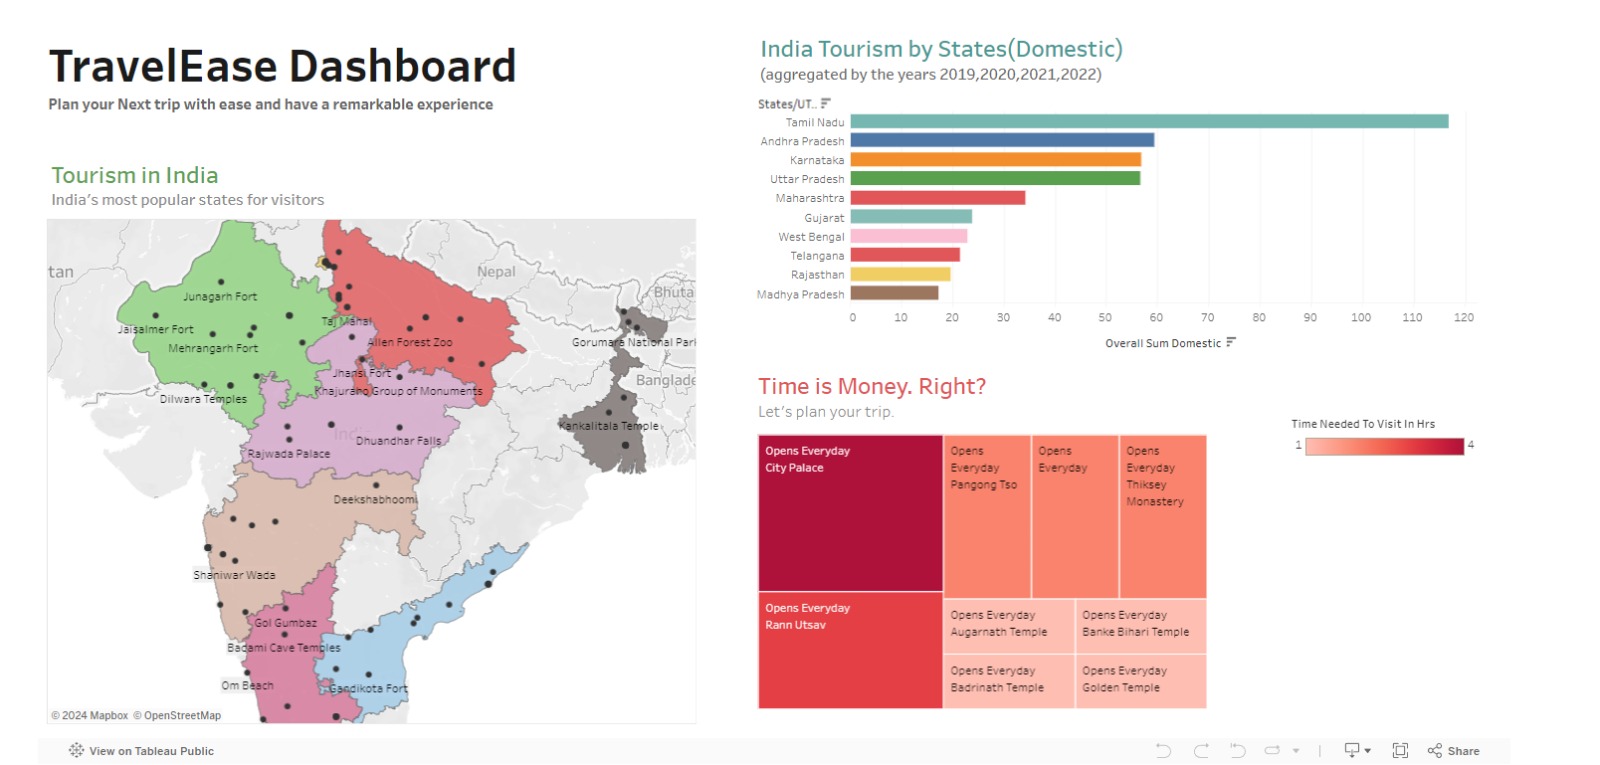 TravelEase Dashboard
Plan your Next trip with ease and have a remarkable experience
Tourism in India
India's most popular states for visitors
tan
Nepal
Bhuta
Junagarh Fort
Jaisalmer Fort
Taj Mahal
Mehrangarh Fort
Allen Forest Zoo
Gorumara National Park
Jhansi Fort
Banglade
Khajuraho Group of Monuments
Dilwara Temples
Kankalitala Temple
India
Dhuandhar Falls
Rajwada Palace
Deekshabhoomi
Shaniwar Wada
Gol Gumbaz
Badami Cave Temples
Om Beach
Gandikota Fort
© 2024 Mapbox © OpenStreetMap
India Tourism by States(Domestic)
(aggregated by the years 2019,2020,2021,2022)
States/UT..
Tamil Nadu
Andhra Pradesh
Karnataka
Uttar Pradesh
Maharashtra
Gujarat
West Bengal
Telangana
Rajasthan
Madhya Pradesh
0 10 20 30 40 50 60 70 80 90 100 110 120
Overall Sum Domestic
Time is Money. Right?
Let's plan your trip.
Opens Everyday
City Palace
Opens
Everyday
Pangong Tso
Opens
Everyday
Opens
Everyday
Thiksey
Monastery
Opens Everyday
Rann Utsav
Opens Everyday
Augarnath Temple
Opens Everyday
Banke Bihari Temple
Opens Everyday
Badrinath Temple
Opens Everyday
Golden Temple
Time Needed To Visit In Hrs
1 4
View on Tableau Public
Share